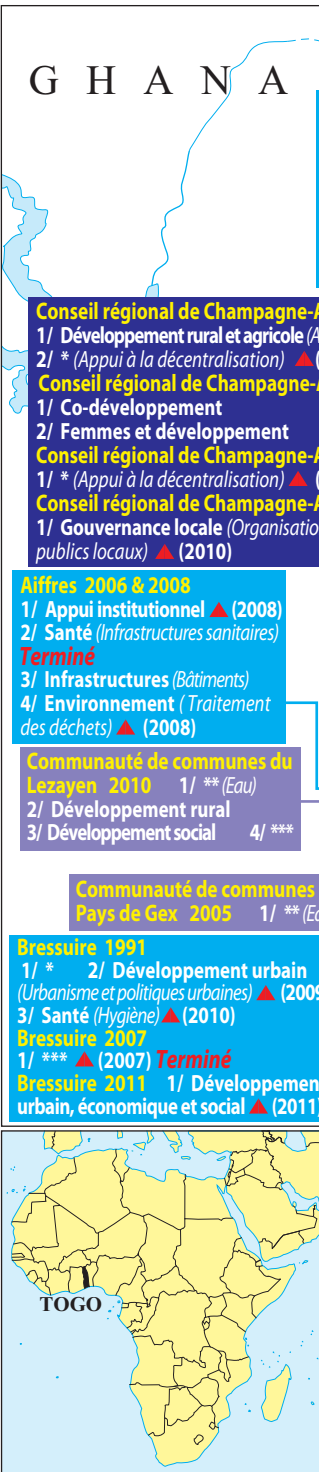 GHANA
Conseil régional de Champagne-A
1/ Développement rural et agricole (A
2/ * (Appui à la décentralisation) ▲ (
Conseil régional de Champagne-A
1/ Co-développement
2/ Femmes et développement
Conseil régional de Champagne-A
1/ * (Appui à la décentralisation) ▲ (
Conseil régional de Champagne-A
1/ Gouvernance locale (Organisatio
publics locaux) ▲ (2010)
Aiffres 2006 & 2008
1/ Appui institutionnel ▲ (2008)
2/ Santé (Infrastructures sanitaires)
Terminé
3/ Infrastructures (Bâtiments)
4/ Environnement ( Traitement
des déchets) ▲ (2008)
Communauté de communes du
Lezayen 2010 1/ ** (Eau)
2/ Développement rural
3/ Développement social 4/ ***
Communauté de communes
Pays de Gex 2005 1/ ** (Ea
Bressuire 1991
1/ * 2/ Développement urbain
(Urbanisme et politiques urbaines) ▲ (2009
3/ Santé (Hygiène) ▲ (2010)
Bressuire 2007
1/ *** ▲ (2007) Terminé
Bressuire 2011 1/ Développemen
urbain, économique et social ▲ (2011)
TOGO